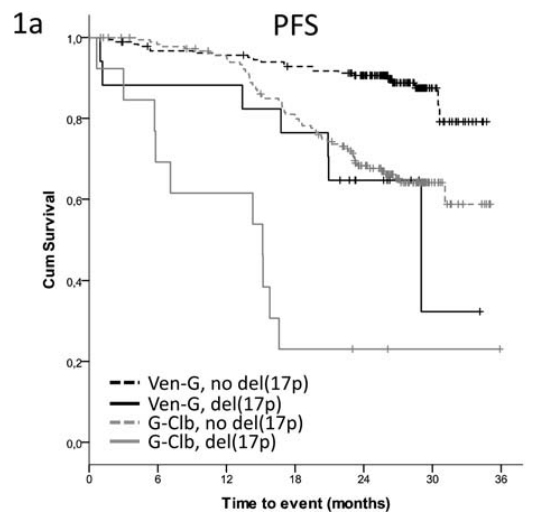 1a
PFS
1,0
0,8
0,6
0,4
0,2
0,0
Cum Survival
Ven-G, no del(17p)
Ven-G, del(17p)
G-Clb, no del(17p)
G-Clb, del(17p)
0 6 12 18 24 30 36
Time to event (months)